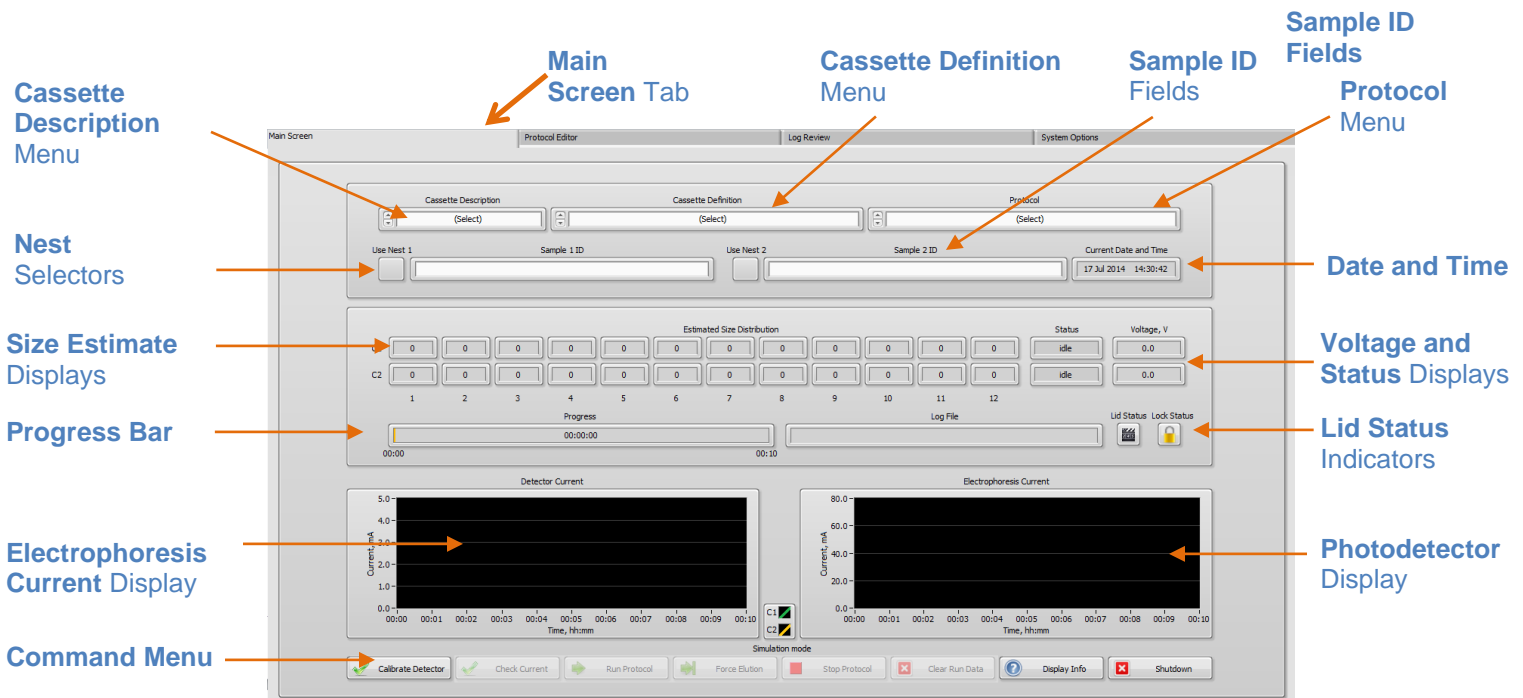 Sample ID
Fields
Main
Screen Tab
Cassette Definition
Menu
Sample ID
Fields
Protocol
Menu
Cassette
Description
Menu
Main Screen
Protocol Editor
Log Review
System Options
Cassette Description
Cassette Definition
Protocol
(Select)
(Select)
(Select)
Nest
Selectors
Use Nest 1
Sample 1 ID
Use Nest 2
Sample 2 ID
Current Date and Time
17 Jul 2014 14:30:42
Date and Time
Size Estimate
Displays
Estimated Size Distribution
Status
Voltage, V
0 0 0 0 0 0 0 0 0 0 0 0 idle 0.0
C2 0 0 0 0 0 0 0 0 0 0 0 0 idle 0.0
1 2 3 4 5 6 7 8 9 10 11 12
Voltage and
Status Displays
Progress Bar
Progress
00:00:00
00:00
00:10
Log File
Lid Status
Lock Status
Lid Status
Indicators
Electrophoresis
Current Display
Detector Current
Current, mA
5.0
4.0
3.0
2.0
1.0
0.0
00:00 00:01 00:02 00:03 00:04 00:05 00:06 00:07 00:08 00:09 00:10
Time, hh:mm
C1
C2
Electrophoresis Current
Current, mA
80.0
60.0
40.0
20.0
0.0
00:00 00:01 00:02 00:03 00:04 00:05 00:06 00:07 00:08 00:09 00:10
Time, hh:mm
Photodetector
Display
Command Menu
Simulation mode
Calibrate Detector
Check Current
Run Protocol
Force Elution
Stop Protocol
Clear Run Data
Display Info
Shutdown